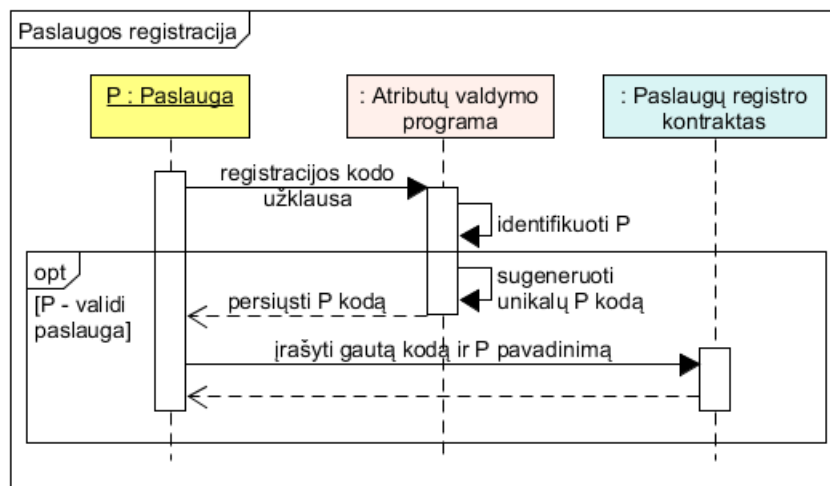 Paslaugos registracija
P : Paslauga
: Atributų valdymo
programa
: Paslaugų registro
kontraktas
registracijos kodo
užklausa
identifikuoti P
opt
[P - validi
paslauga]
sugeneruoti
unikalų P kodą
persiųsti P kodą
įrašyti gautą kodą ir P pavadinimą